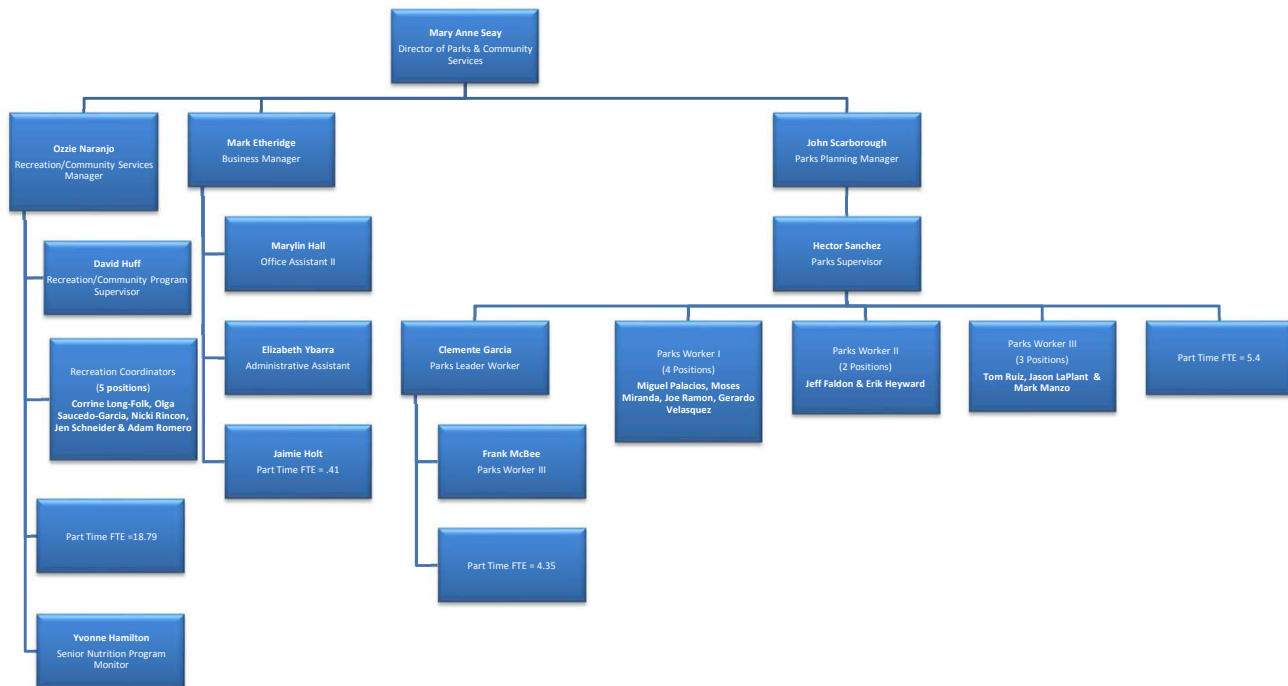 Mary Anne Seay
Director of Parks & Community
Services
Ozzie Naranjo
Recreation/Community Services
Manager
Mark Etheridge
Business Manager
John Scarborough
Parks Planning Manager
David Huff
Recreation/Community Program
Supervisor
Marylin Hall
Office Assistant II
Hector Sanchez
Parks Supervisor
Recreation Coordinators
(5 positions)
Corrine Long-Folk, Olga
Saucedo-Garcia, Nicki Rincon,
Jen Schneider & Adam Romero
Elizabeth Ybarra
Administrative Assistant
Clemente Garcia
Parks Leader Worker
Parks Worker I
(4 Positions)
Miguel Palacios, Moses
Miranda, Joe Ramon, Gerardo
Velasquez
Parks Worker II
(2 Positions)
Jeff Faldon & Erik Heyward
Parks Worker III
(3 Positions)
Tom Ruiz, Jason LaPlant &
Mark Manzo
Part Time FTE = 5.4
Jaimie Holt
Part Time FTE = .41
Frank McBee
Parks Worker III
Part Time FTE =18.79
Part Time FTE = 4.35
Yvonne Hamilton
Senior Nutrition Program
Monitor